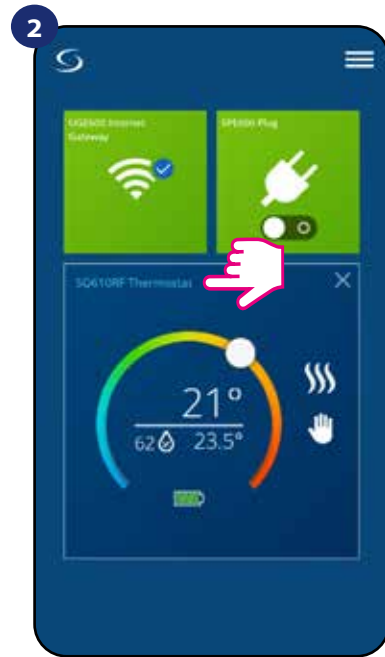 2
UGE600 Internet
Gateway
SPE600 Plug
SQ610RF Thermostat
21°
62 23.5°